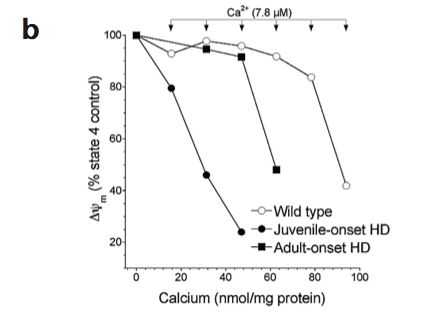 b
Ca²⁺ (7.8 µM)
100
80
60
40
20
Δψm (% state 4 control)
Wild type
Juvenile-onset HD
Adult-onset HD
0 20 40 60 80 100
Calcium (nmol/mg protein)